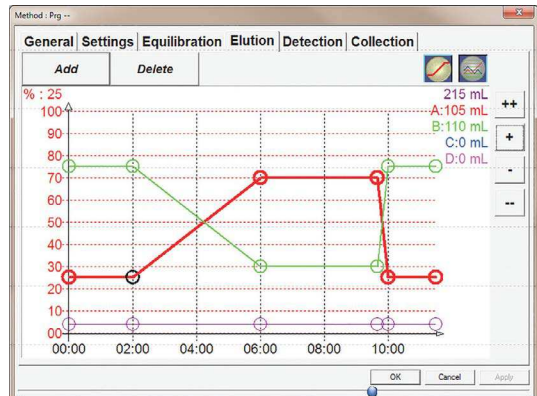 Method : Prg --
General Settings Equilibration Elution Detection Collection
Add Delete
% : 25
215 mL
A:105 mL
B:110 mL
C:0 mL
D:0 mL
++
+
-
--
100
90
80
70
60
50
40
30
20
10
00
00:00 02:00 04:00 06:00 08:00 10:00
OK Cancel Apply